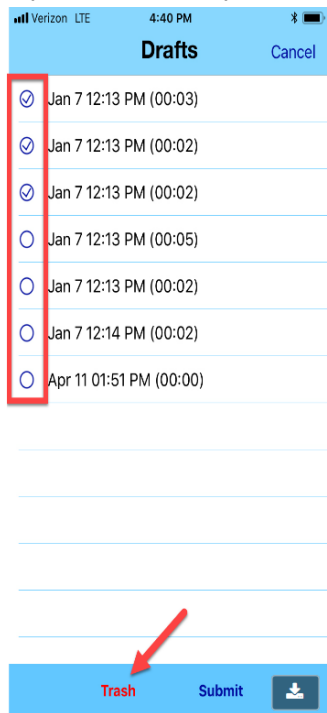 Verizon LTE 4:40 PM
Drafts Cancel
Jan 7 12:13 PM (00:03)
Jan 7 12:13 PM (00:02)
Jan 7 12:13 PM (00:02)
Jan 7 12:13 PM (00:05)
Jan 7 12:13 PM (00:02)
Jan 7 12:14 PM (00:02)
Apr 11 01:51 PM (00:00)
Trash Submit